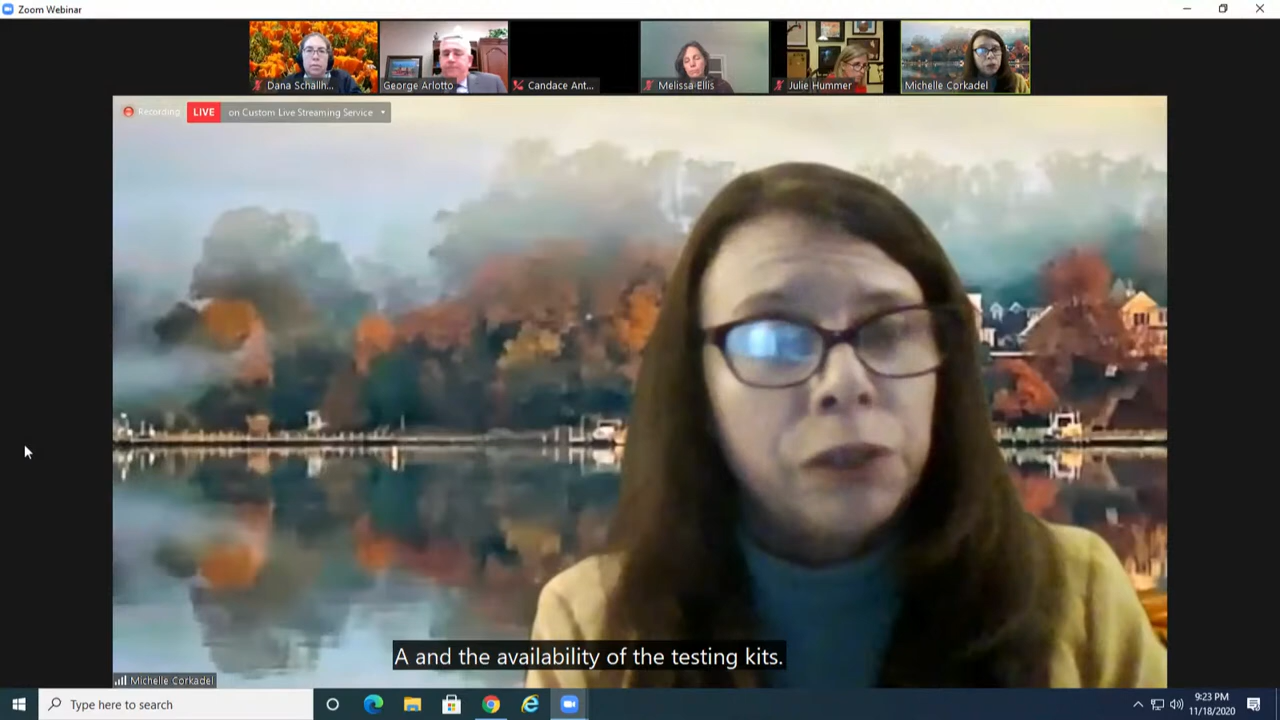 Zoom Webinar
Dana Schallh...
George Arlotto
Candace Ant...
Melissa Ellis
Julie Hummer
Michelle Corkadel
Recording
LIVE
on Custom Live Streaming Service
A and the availability of the testing kits.
Michelle Corkadel
Type here to search
9:23 PM
11/18/2020